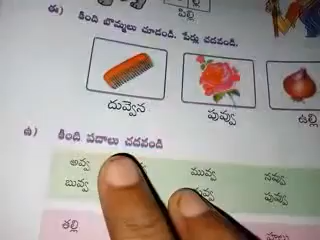 పిల్లి
ఈ) కింది బొమ్మలు చూడండి. పేర్లు చదవండి.
దువ్వెన పువ్వు ఉల్లి
ఉ) కింది పదాలు చదవండి
అవ్వ మువ్వ నవ్వు
బువ్వ పువ్వు
తల్లి